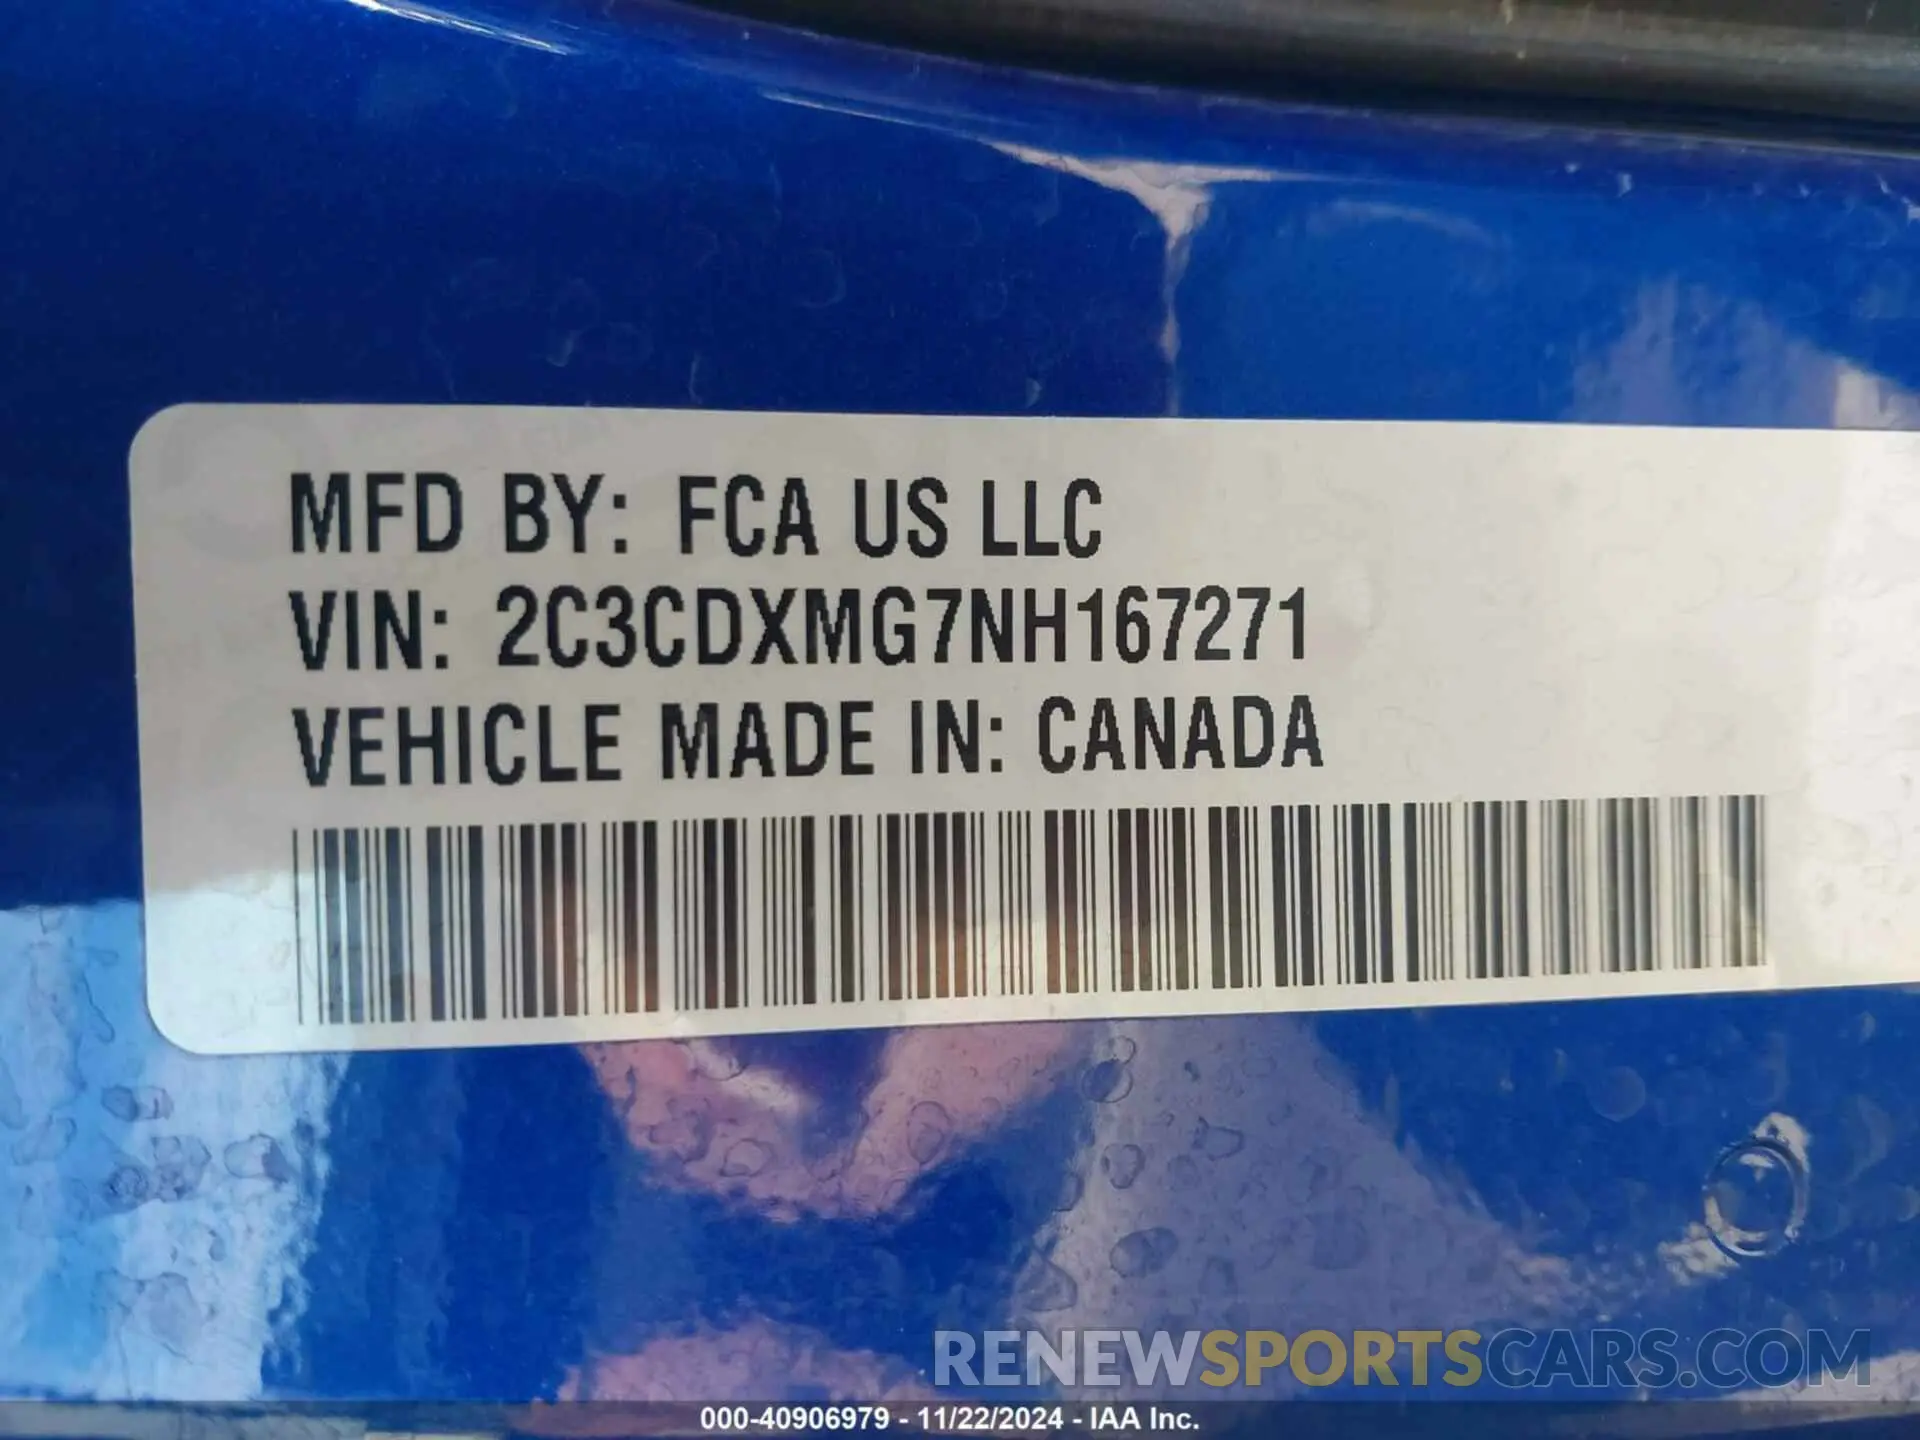 MFD BY: FCA US LLC
VIN: 2C3CDXMG7NH167271
VEHICLE MADE IN: CANADA
RENEWSPORTSCARS.COM
000-40906979 - 11/22/2024 - IAA Inc.